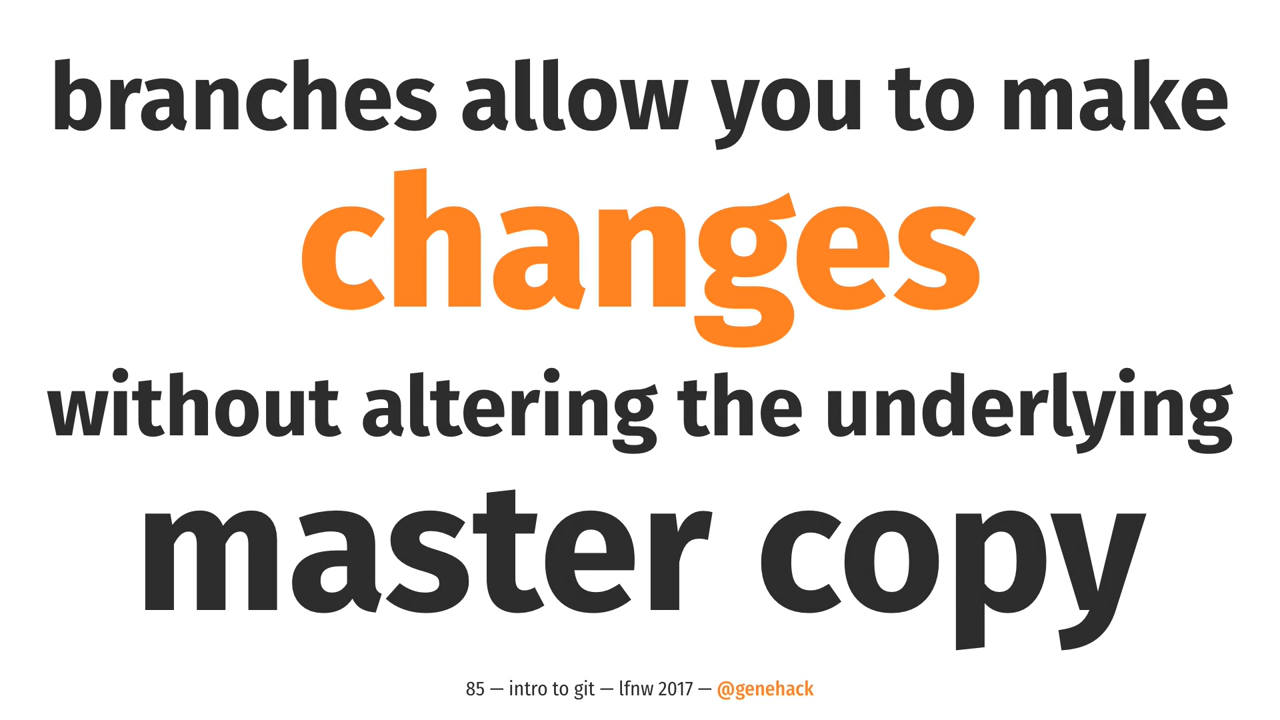 branches allow you to make
changes
without altering the underlying
master copy
85 — intro to git — lfnw 2017 — @genehack